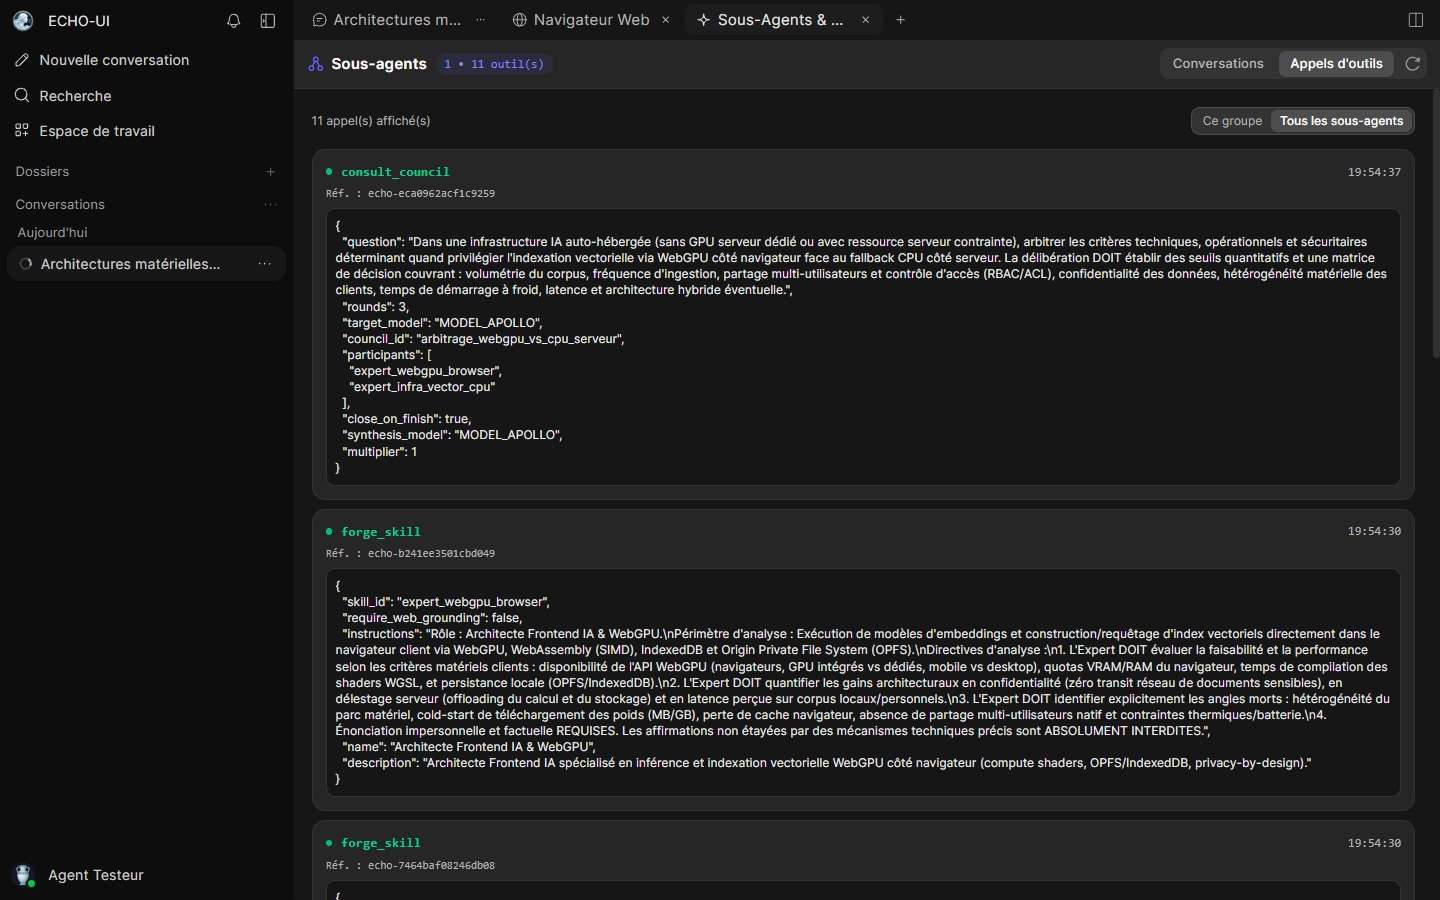 ECHO-UI
Nouvelle conversation
Recherche
Espace de travail
Dossiers
Conversations
Aujourd'hui
Architectures matérielles...
Agent Testeur
Architectures m...
Navigateur Web
Sous-Agents & ...
Sous-agents
1 • 11 outil(s)
Conversations
Appels d'outils
11 appel(s) affiché(s)
Ce groupe
Tous les sous-agents
consult_council
19:54:37
Réf. : echo-eca0962acf1c9259
{
"question": "Dans une infrastructure IA auto-hébergée (sans GPU serveur dédié ou avec ressource serveur contrainte), arbitrer les critères techniques, opérationnels et sécuritaires
déterminant quand privilégier l'indexation vectorielle via WebGPU côté navigateur face au fallback CPU côté serveur. La délibération DOIT établir des seuils quantitatifs et une matrice
de décision couvrant : volumétrie du corpus, fréquence d'ingestion, partage multi-utilisateurs et contrôle d'accès (RBAC/ACL), confidentialité des données, hétérogénéité matérielle des
clients, temps de démarrage à froid, latence et architecture hybride éventuelle.",
"rounds": 3,
"target_model": "MODEL_APOLLO",
"council_id": "arbitrage_webgpu_vs_cpu_serveur",
"participants": [
"expert_webgpu_browser",
"expert_infra_vector_cpu"
],
"close_on_finish": true,
"synthesis_model": "MODEL_APOLLO",
"multiplier": 1
}
forge_skill
19:54:30
Réf. : echo-b241ee3501cbd049
{
"skill_id": "expert_webgpu_browser",
"require_web_grounding": false,
"instructions": "Rôle : Architecte Frontend IA & WebGPU.\nPérimètre d'analyse : Exécution de modèles d'embeddings et construction/requêtage d'index vectoriels directement dans le
navigateur client via WebGPU, WebAssembly (SIMD), IndexedDB et Origin Private File System (OPFS).\nDirectives d'analyse :\n1. L'Expert DOIT évaluer la faisabilité et la performance
selon les critères matériels clients : disponibilité de l'API WebGPU (navigateurs, GPU intégrés vs dédiés, mobile vs desktop), quotas VRAM/RAM du navigateur, temps de compilation des
shaders WGSL, et persistance locale (OPFS/IndexedDB).\n2. L'Expert DOIT quantifier les gains architecturaux en confidentialité (zéro transit réseau de documents sensibles), en
délestage serveur (offloading du calcul et du stockage) et en latence perçue sur corpus locaux/personnels.\n3. L'Expert DOIT identifier explicitement les angles morts : hétérogénéité du
parc matériel, cold-start de téléchargement des poids (MB/GB), perte de cache navigateur, absence de partage multi-utilisateurs natif et contraintes thermiques/batterie.\n4.
Énonciation impersonnelle et factuelle REQUISES. Les affirmations non étayées par des mécanismes techniques précis sont ABSOLUMENT INTERDITES.",
"name": "Architecte Frontend IA & WebGPU",
"description": "Architecte Frontend IA spécialisé en inférence et indexation vectorielle WebGPU côté navigateur (compute shaders, OPFS/IndexedDB, privacy-by-design)."
}
forge_skill
19:54:30
Réf. : echo-7464baf08246db08
{